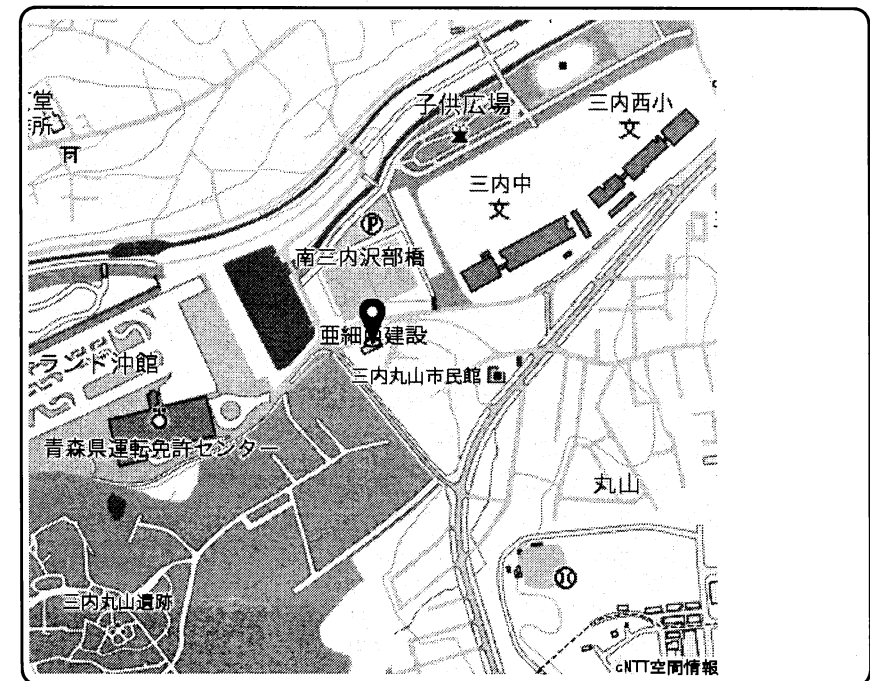 堂
所
子供広場
三内西小
文
三内中
文
P
南三内沢部橋
亜細亜建設
三内丸山市民館
ランド沖館
青森県運転免許センター
丸山
三内丸山遺跡
NTT空間情報